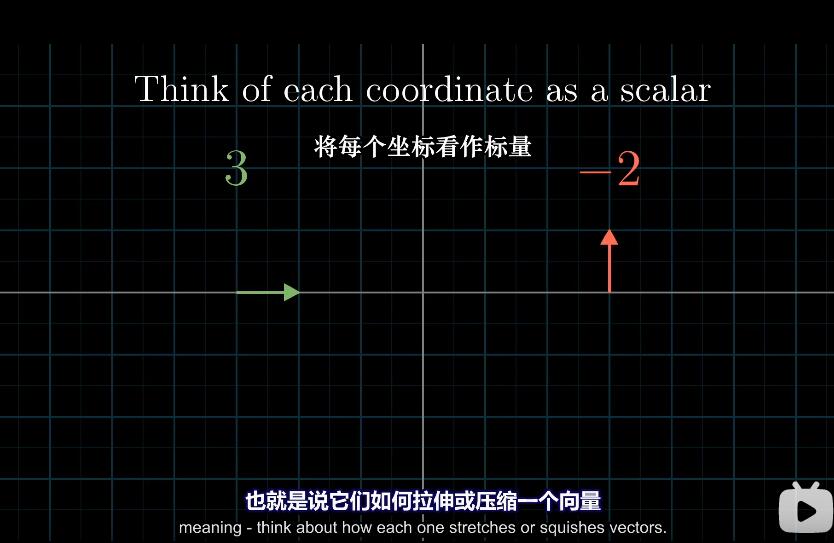 Think of each coordinate as a scalar
将每个坐标看作标量
3
−2
也就是说它们如何拉伸或压缩一个向量
meaning - think about how each one stretches or squishes vectors.